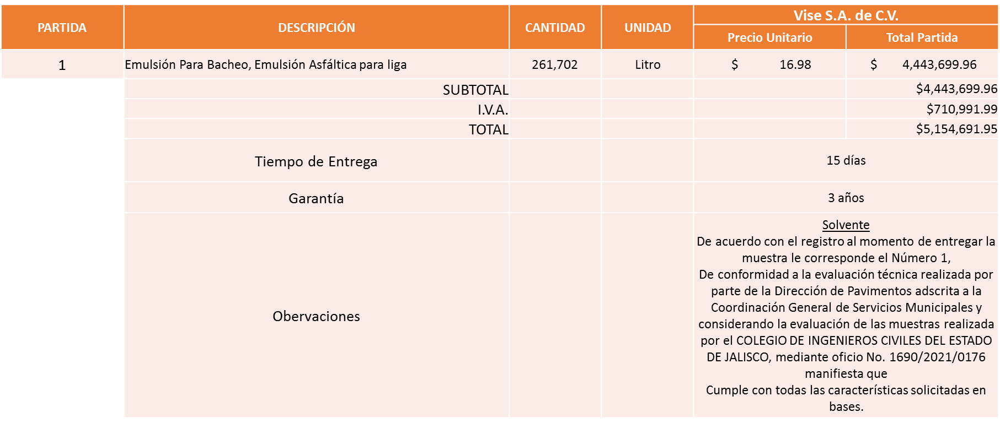 PARTIDA DESCRIPCIÓN CANTIDAD UNIDAD Vise S.A. de C.V.
Precio Unitario Total Partida
1 Emulsión Para Bacheo, Emulsión Asfáltica para liga 261,702 Litro $ 16.98 $ 4,443,699.96
SUBTOTAL $4,443,699.96
I.V.A. $710,991.99
TOTAL $5,154,691.95
Tiempo de Entrega 15 días
Garantía 3 años
Obervaciones
Solvente
De acuerdo con el registro al momento de entregar la
muestra le corresponde el Número 1,
De conformidad a la evaluación técnica realizada por
parte de la Dirección de Pavimentos adscrita a la
Coordinación General de Servicios Municipales y
considerando la evaluación de las muestras realizada
por el COLEGIO DE INGENIEROS CIVILES DEL ESTADO
DE JALISCO, mediante oficio No. 1690/2021/0176
manifiesta que
Cumple con todas las características solicitadas en
bases.